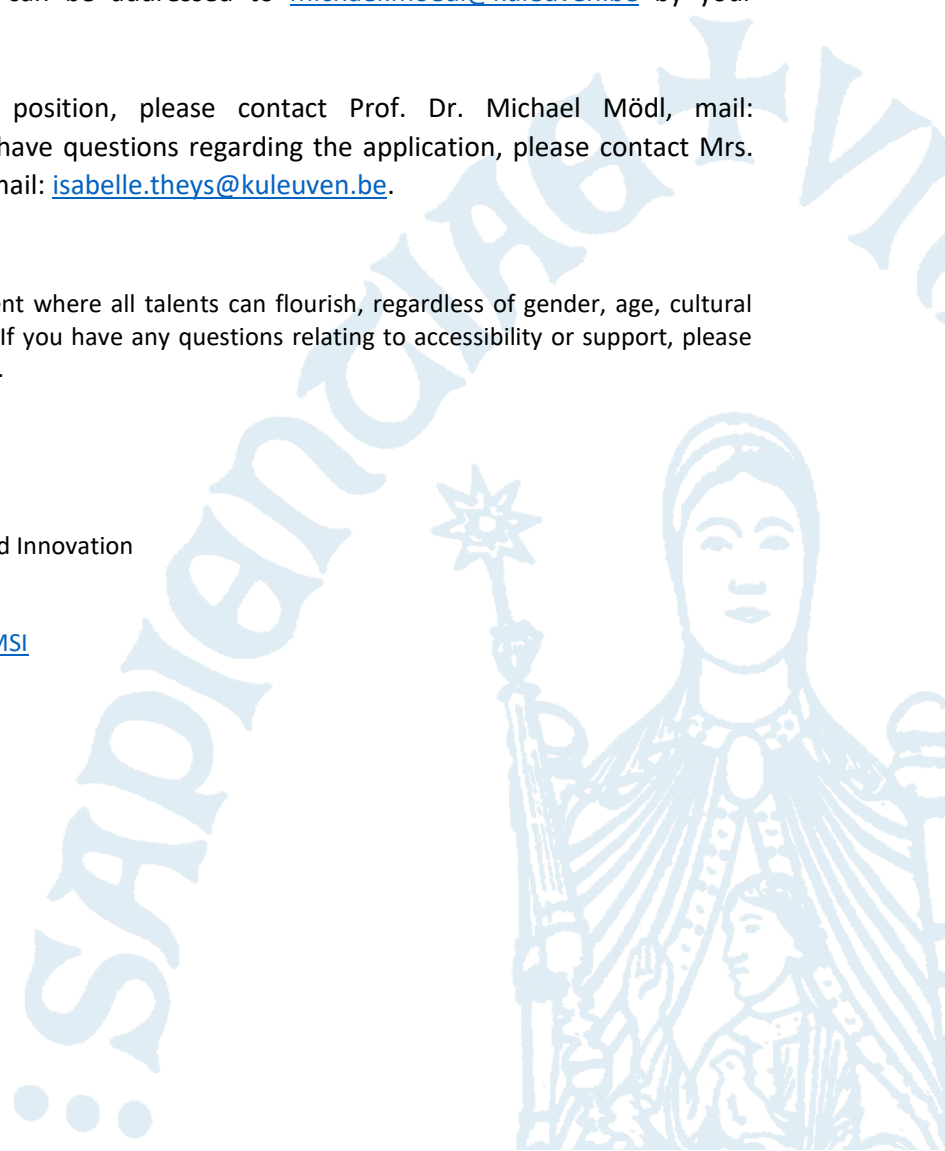 can be addressed to michael.moedl@kuleuven.be by your
position, please contact Prof. Dr. Michael Mödl, mail:
have questions regarding the application, please contact Mrs.
mail: isabelle.theys@kuleuven.be.
ent where all talents can flourish, regardless of gender, age, cultural
If you have any questions relating to accessibility or support, please
.
d Innovation
MSI
SAPIENTIAE